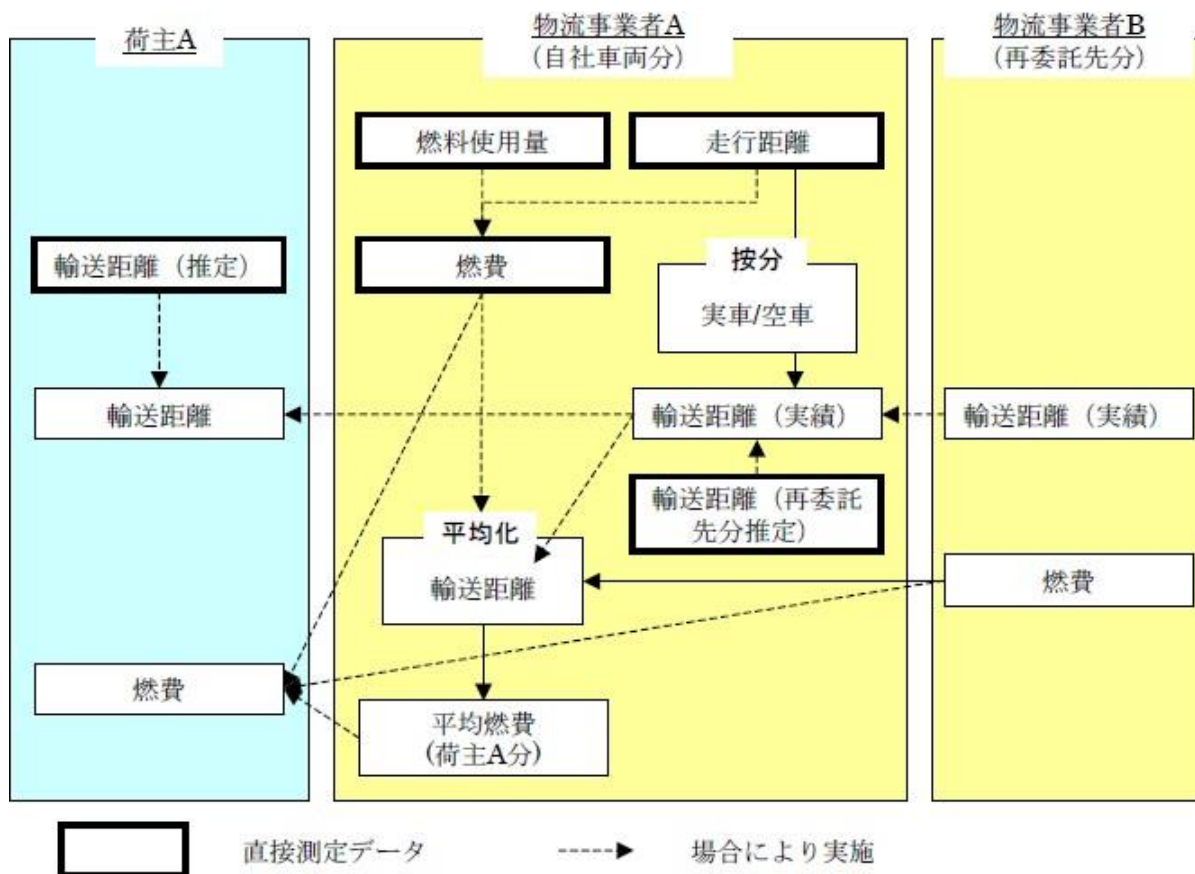 荷主A
物流事業者A
(自社車両分)
物流事業者B
(再委託先分)
燃料使用量
走行距離
輸送距離（推定）
燃費
按分
実車/空車
輸送距離
輸送距離（実績）
輸送距離（実績）
輸送距離（再委託
先分推定）
平均化
輸送距離
燃費
燃費
平均燃費
(荷主A分)
直接測定データ
場合により実施